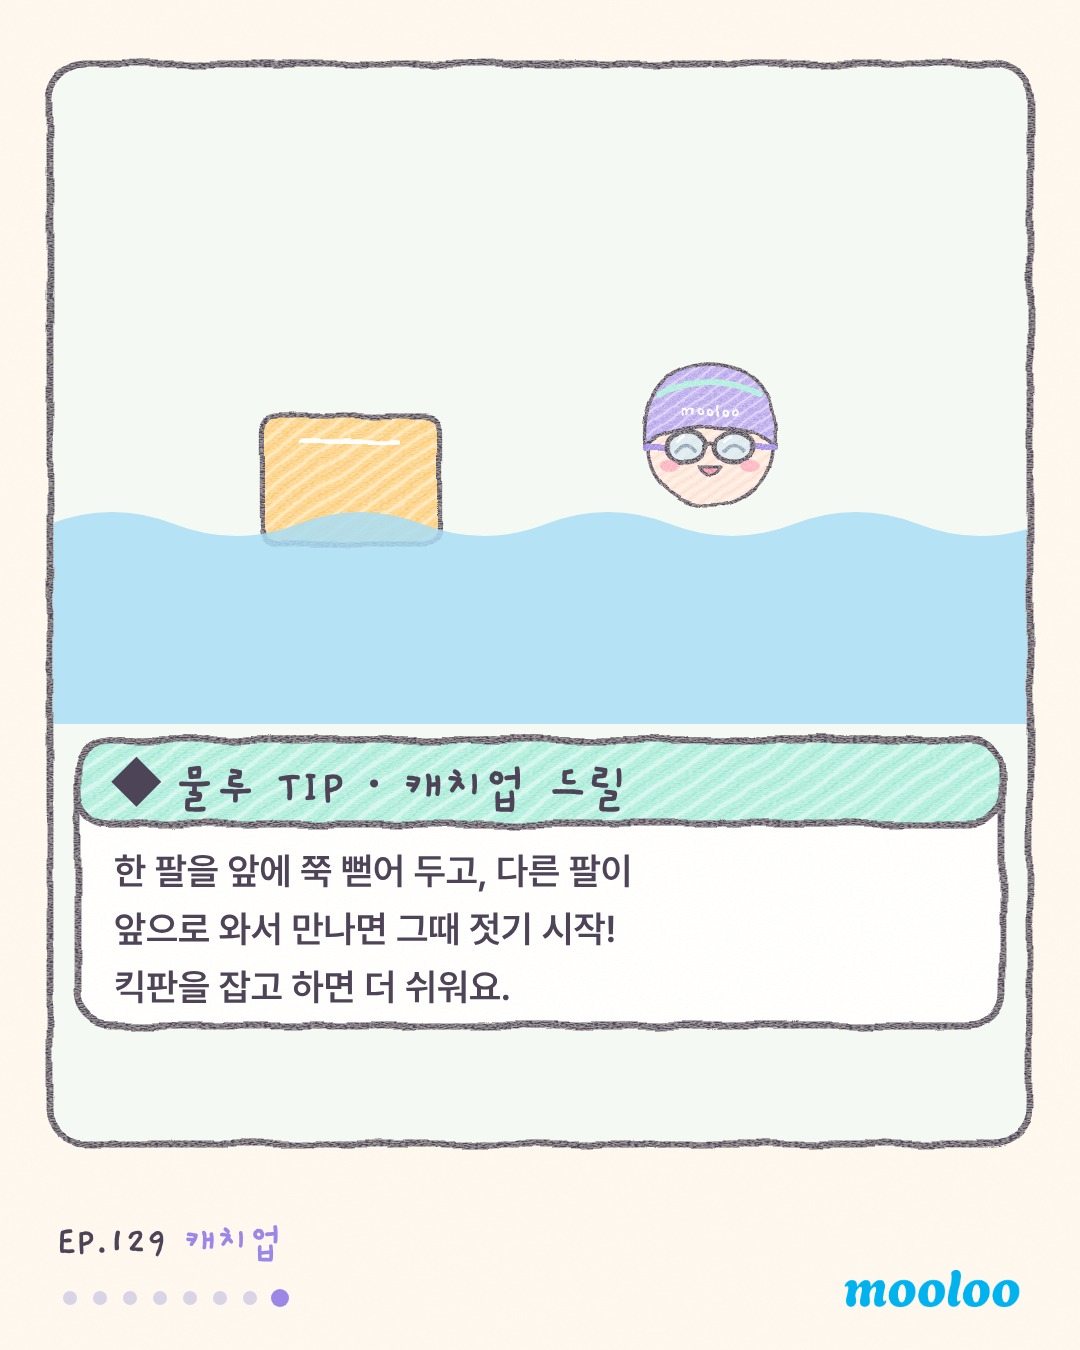 mooloo
물루 TIP · 캐치업 드릴
한 팔을 앞에 쭉 뻗어 두고, 다른 팔이
앞으로 와서 만나면 그때 젓기 시작!
킥판을 잡고 하면 더 쉬워요.
EP.129 캐치업
mooloo